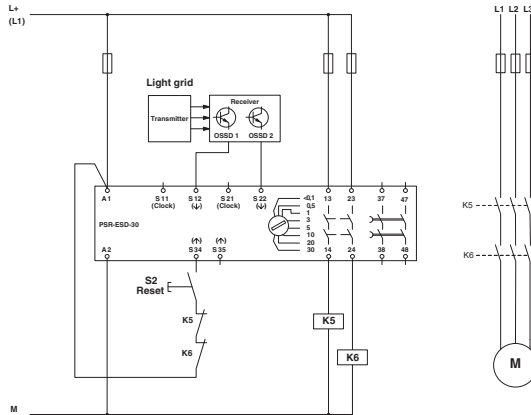 L+
(L1)
L1 L2 L3
Light grid
Receiver
Transmitter
OSSD 1 OSSD 2
A1 S11 S12 S21 S22 <0,1 13 23 37 47
(Clock) (↓) (Clock) (↓) 0,5
1
PSR-ESD-30 3
5
(↑) (↑) 10
20
A2 S34 S35 30 14 24 38 48
K5
K6
S2
Reset
K5
K5
K6
K6
M
M